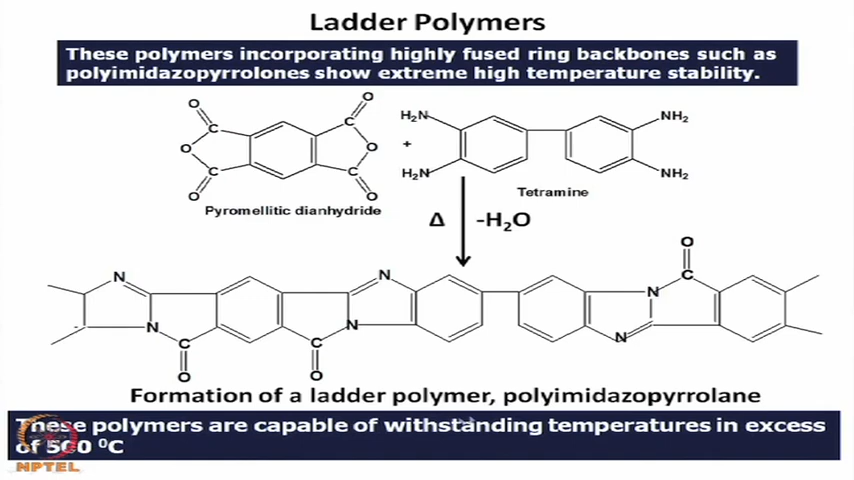 Ladder Polymers
These polymers incorporating highly fused ring backbones such as
polyimidazopyrrolones show extreme high temperature stability.
O O
C C
O O
C C
O O
+
H₂N NH₂
H₂N NH₂
Pyromellitic dianhydride
Tetramine
Δ -H₂O
O
N N C
N
N N
C C N
O O
Formation of a ladder polymer, polyimidazopyrrolane
These polymers are capable of withstanding temperatures in excess
of 500 ⁰C
NPTEL